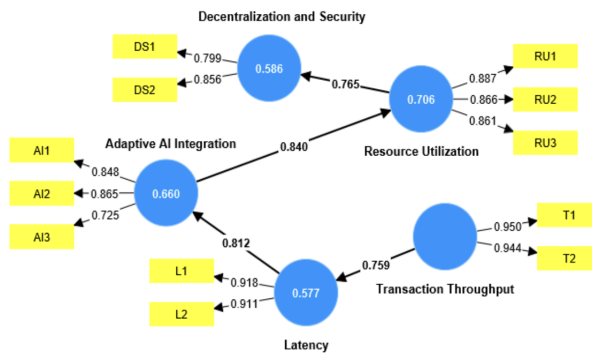 Decentralization and Security
DS1
0.799
DS2
0.856
0.586
0.765
0.706
0.887
RU1
0.866
RU2
0.861
RU3
Resource Utilization
Adaptive AI Integration
0.840
AI1
0.848
AI2
0.865
AI3
0.725
0.660
0.812
0.759
0.950
T1
0.944
T2
Transaction Throughput
L1
0.918
L2
0.911
0.577
Latency